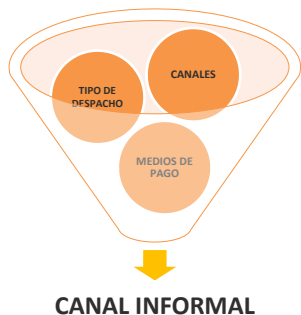 CANALES
TIPO DE
DESPACHO
MEDIOS DE
PAGO
CANAL INFORMAL